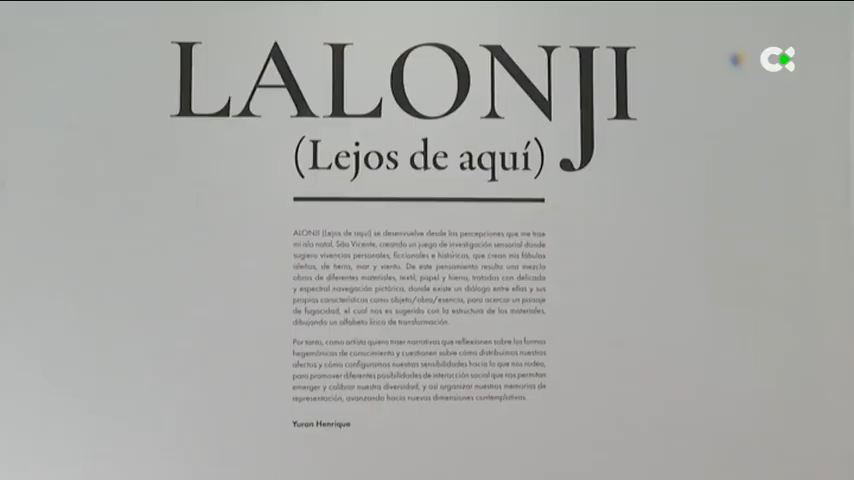 LALONJI
(Lejos de aquí)
ALONJI (Lejos de aquí) se desenvuelve desde las percepciones que me trae
mi isla natal, São Vicente, creando un juego de investigación sensorial donde
sugiero vivencias personales, ficcionales e históricas, que crean mis fábulas
isleñas, de tierra, mar y viento. De este pensamiento resulta una mezcla
obras de diferentes materiales, textil, papel y hierro, tratadas con delicada
y espectral navegación pictórica, donde existe un diálogo entre ellas y sus
propias características como objeto/obra/esencia, para acercar un paisaje
de fugacidad, el cual nos es sugerido con la estructura de los materiales,
dibujando un alfabeto lírico de transformación.
Por tanto, como artista quiero traer narrativas que reflexionen sobre las formas
hegemónicas de conocimiento y cuestionen sobre cómo distribuimos nuestros
afectos y cómo configuramos nuestras sensibilidades hacia lo que nos rodea,
para promover diferentes posibilidades de interacción social que nos permitan
emerger y calibrar nuestra diversidad, y así organizar nuestras memorias de
representación, avanzando hacia nuevas dimensiones contemplativas.
Yuran Henrique